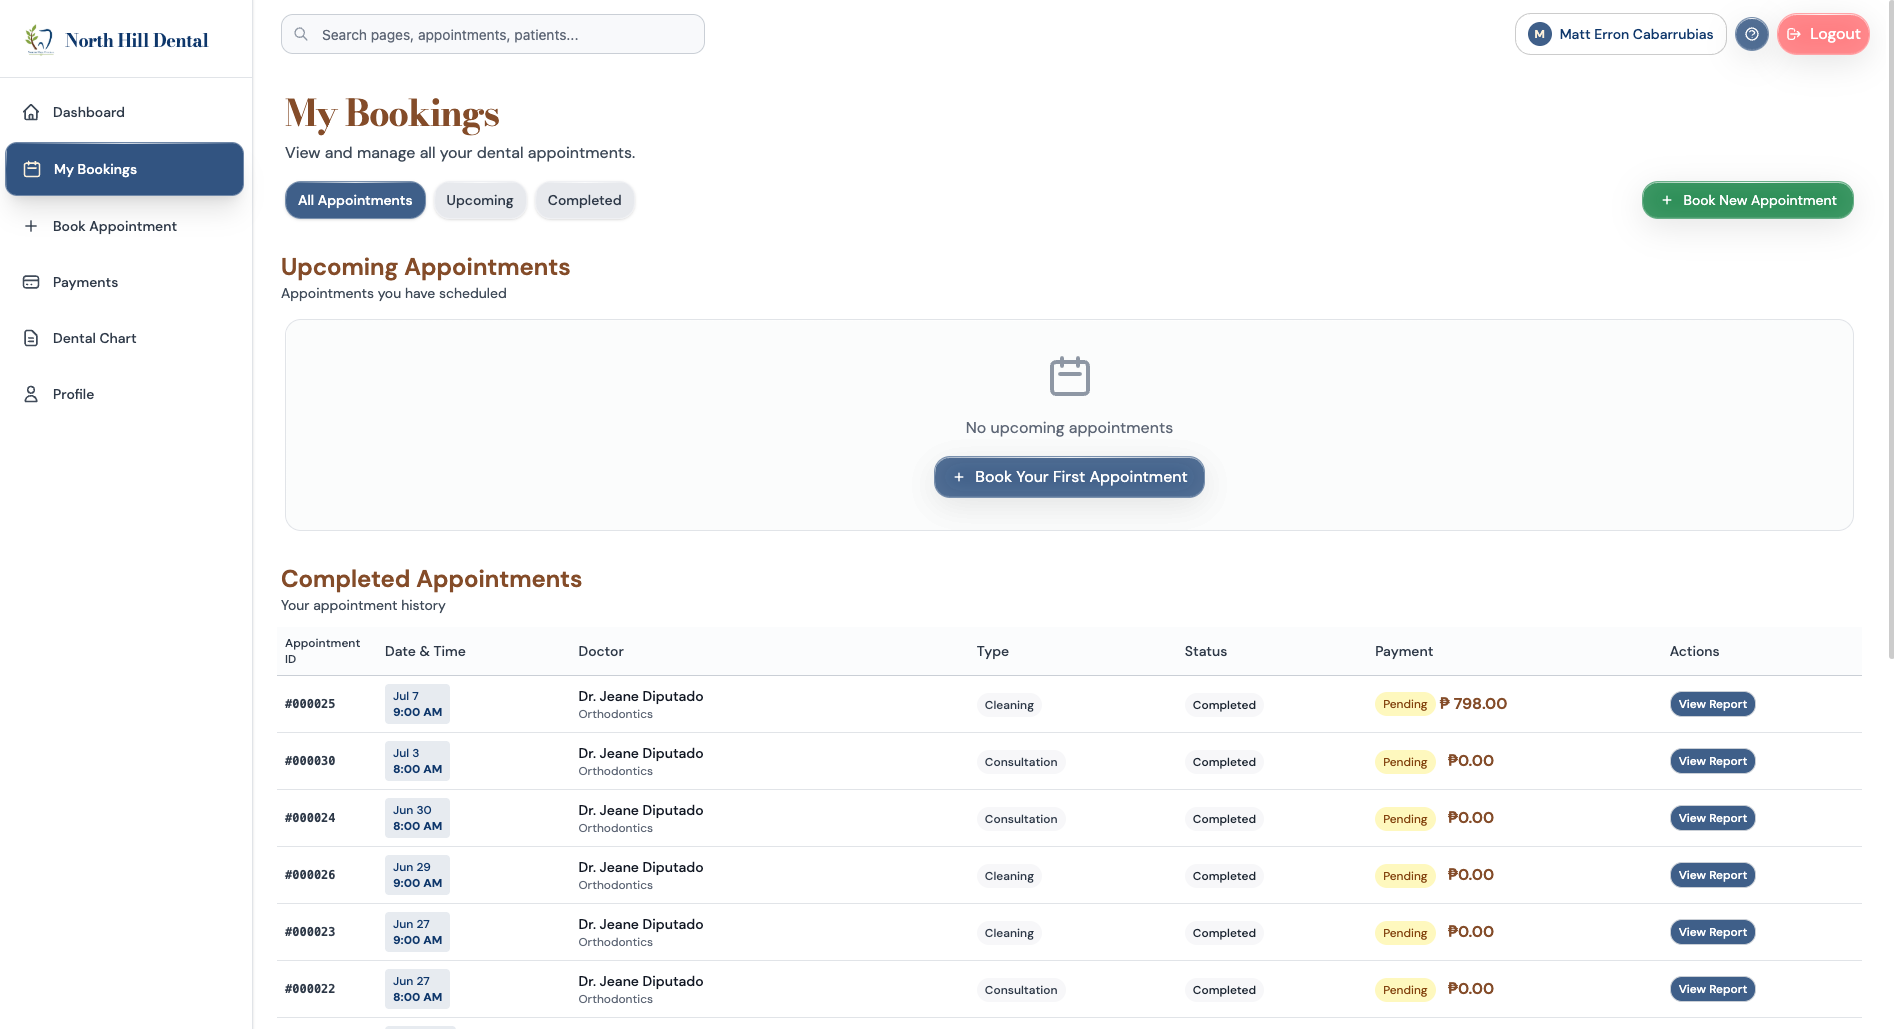 North Hill Dental
Search pages, appointments, patients...
M Matt Erron Cabarrubias
Logout
Dashboard
My Bookings
Book Appointment
Payments
Dental Chart
Profile
My Bookings
View and manage all your dental appointments.
All Appointments Upcoming Completed
+ Book New Appointment
Upcoming Appointments
Appointments you have scheduled
No upcoming appointments
+ Book Your First Appointment
Completed Appointments
Your appointment history
Appointment ID Date & Time Doctor Type Status Payment Actions
#000025 Jul 7 9:00 AM Dr. Jeane Diputado Orthodontics Cleaning Completed Pending ₱ 798.00 View Report
#000030 Jul 3 8:00 AM Dr. Jeane Diputado Orthodontics Consultation Completed Pending ₱0.00 View Report
#000024 Jun 30 8:00 AM Dr. Jeane Diputado Orthodontics Consultation Completed Pending ₱0.00 View Report
#000026 Jun 29 9:00 AM Dr. Jeane Diputado Orthodontics Cleaning Completed Pending ₱0.00 View Report
#000023 Jun 27 9:00 AM Dr. Jeane Diputado Orthodontics Cleaning Completed Pending ₱0.00 View Report
#000022 Jun 27 8:00 AM Dr. Jeane Diputado Orthodontics Consultation Completed Pending ₱0.00 View Report